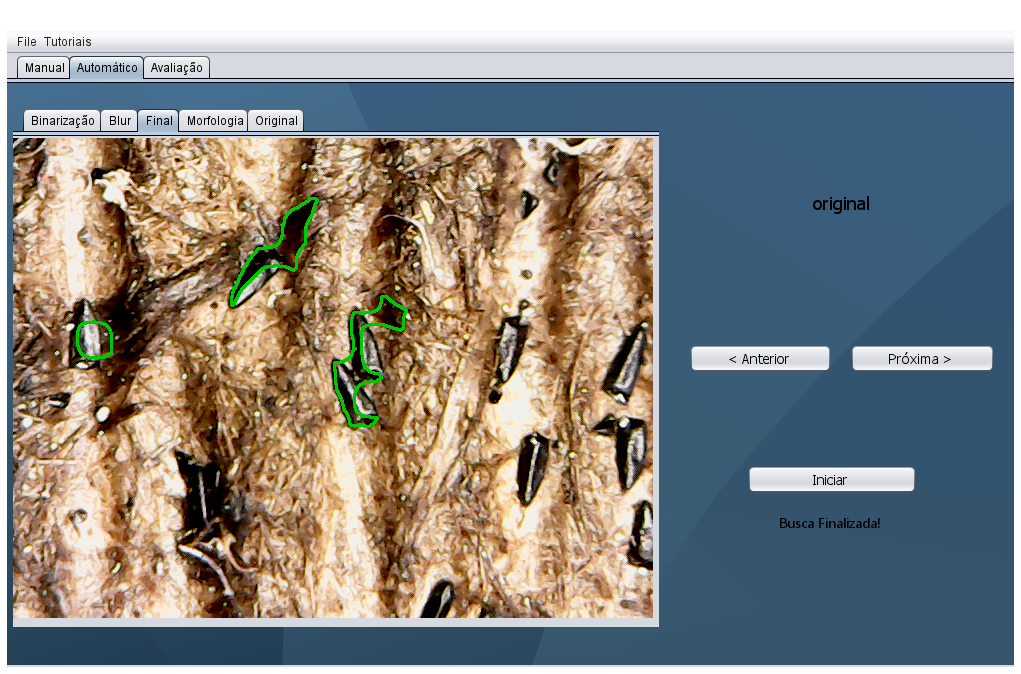 File Tutoriais
Manual Automático Avaliação
Binarização Blur Final Morfologia Original
original
< Anterior Próxima >
Iniciar
Busca Finalizada!